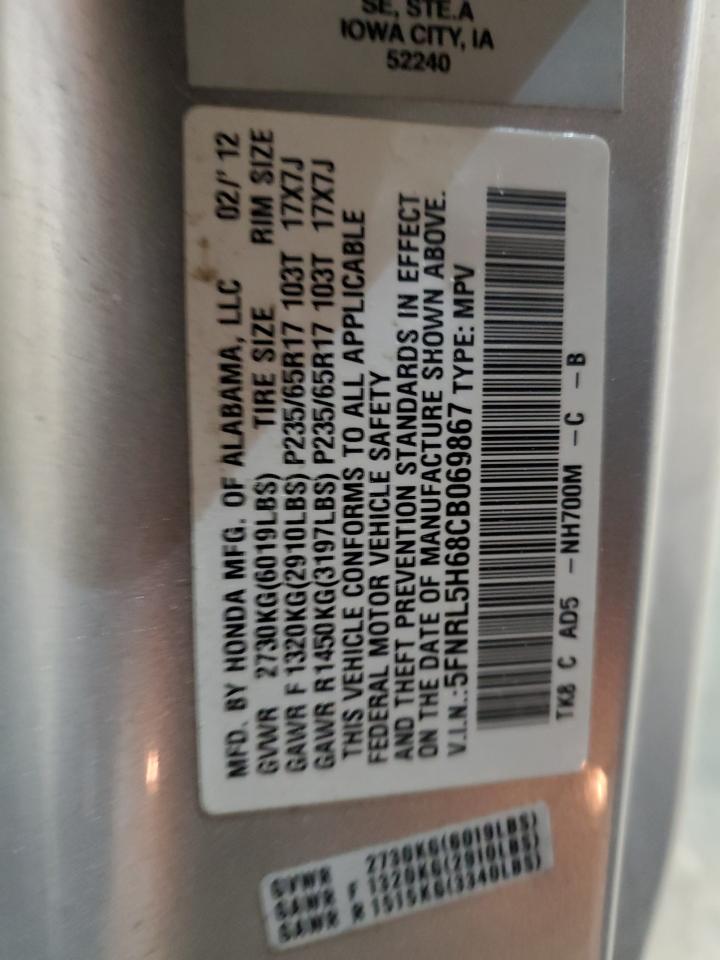 SE, STE.A
IOWA CITY, IA
52240
MFD. BY HONDA MFG. OF ALABAMA, LLC 02/'12
GVWR 2730KG(6019LBS) TIRE SIZE RIM SIZE
GAWR F 1320KG(2910LBS) P235/65R17 103T 17X7J
GAWR R 1450KG(3197LBS) P235/65R17 103T 17X7J
THIS VEHICLE CONFORMS TO ALL APPLICABLE
FEDERAL MOTOR VEHICLE SAFETY
AND THEFT PREVENTION STANDARDS IN EFFECT
ON THE DATE OF MANUFACTURE SHOWN ABOVE.
V.I.N.:5FNRL5H68CB069867 TYPE: MPV
TK8 C AD5 -NH700M -C -B
GVWR 2730KG(6019LBS)
GAWR F 1320KG(2910LBS)
GAWR R 1515KG(3340LBS)